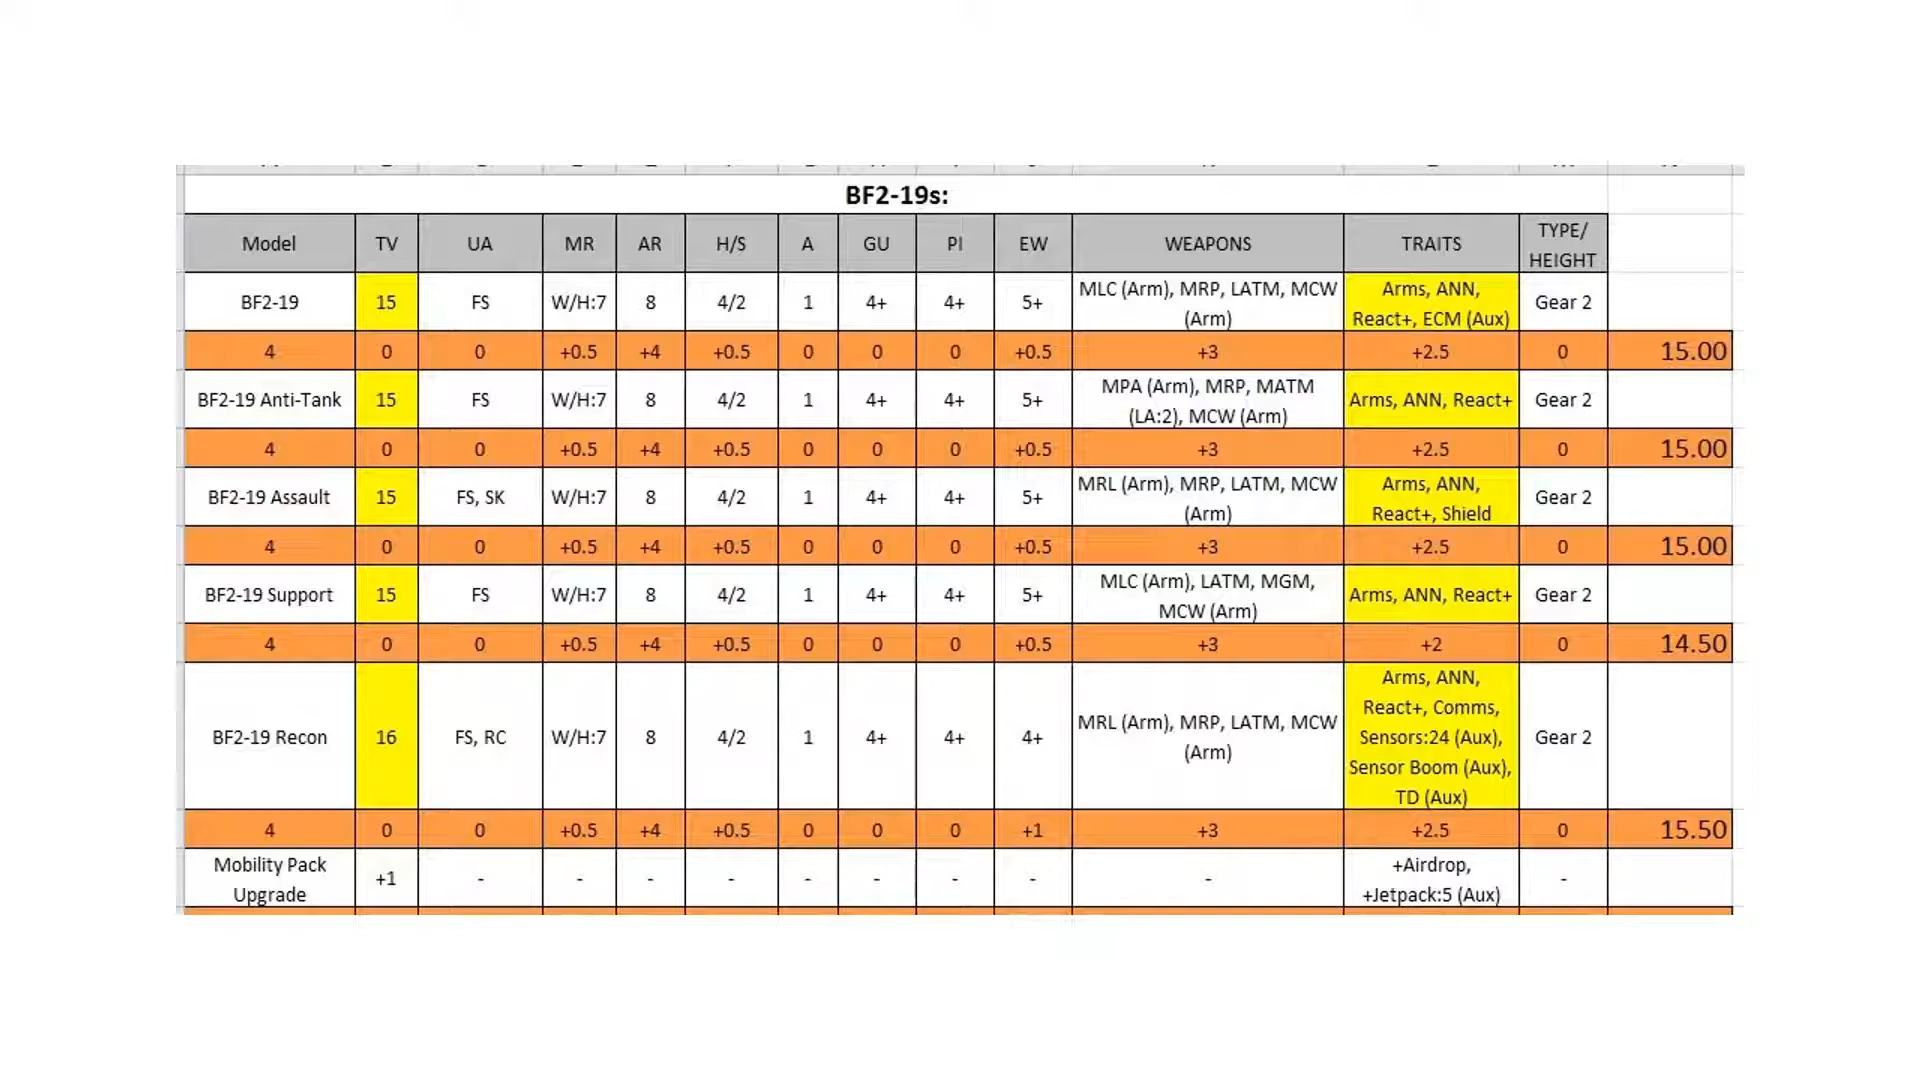 BF2-19s:
Model TV UA MR AR H/S A GU PI EW WEAPONS TRAITS TYPE/
HEIGHT
BF2-19 15 FS W/H:7 8 4/2 1 4+ 4+ 5+ MLC (Arm), MRP, LATM, MCW
(Arm) Arms, ANN,
React+, ECM (Aux) Gear 2
4 0 0 +0.5 +4 +0.5 0 0 0 +0.5 +3 +2.5 0 15.00
BF2-19 Anti-Tank 15 FS W/H:7 8 4/2 1 4+ 4+ 5+ MPA (Arm), MRP, MATM
(LA:2), MCW (Arm) Arms, ANN, React+ Gear 2
4 0 0 +0.5 +4 +0.5 0 0 0 +0.5 +3 +2.5 0 15.00
BF2-19 Assault 15 FS, SK W/H:7 8 4/2 1 4+ 4+ 5+ MRL (Arm), MRP, LATM, MCW
(Arm) Arms, ANN,
React+, Shield Gear 2
4 0 0 +0.5 +4 +0.5 0 0 0 +0.5 +3 +2.5 0 15.00
BF2-19 Support 15 FS W/H:7 8 4/2 1 4+ 4+ 5+ MLC (Arm), LATM, MGM,
MCW (Arm) Arms, ANN, React+ Gear 2
4 0 0 +0.5 +4 +0.5 0 0 0 +0.5 +3 +2 0 14.50
BF2-19 Recon 16 FS, RC W/H:7 8 4/2 1 4+ 4+ 4+ MRL (Arm), MRP, LATM, MCW
(Arm) Arms, ANN,
React+, Comms,
Sensors:24 (Aux),
Sensor Boom (Aux),
TD (Aux) Gear 2
4 0 0 +0.5 +4 +0.5 0 0 0 +1 +3 +2.5 0 15.50
Mobility Pack
Upgrade +1 - - - - - - - - - +Airdrop,
+Jetpack:5 (Aux) -